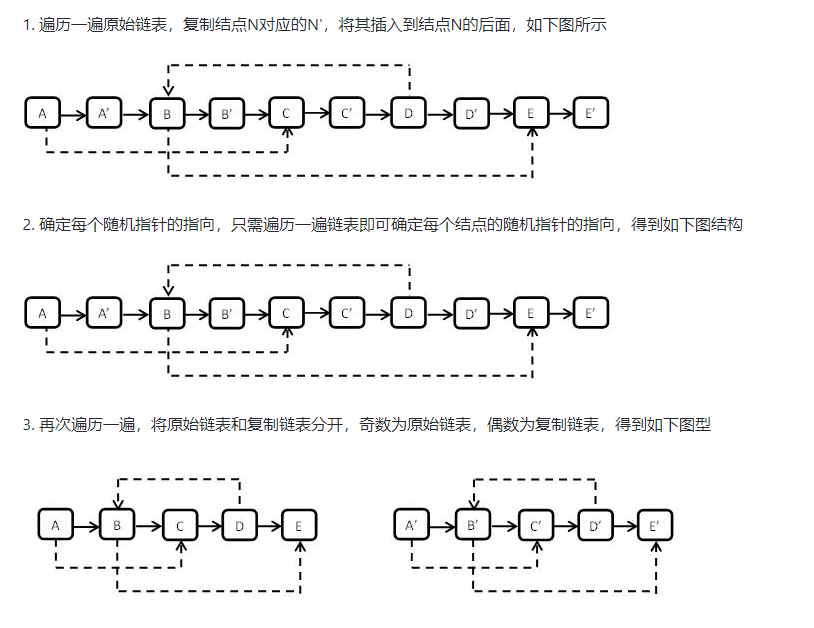 1. 遍历一遍原始链表，复制结点N对应的N'，将其插入到结点N的后面，如下图所示
A A' B B' C C' D D' E E'
2. 确定每个随机指针的指向，只需遍历一遍链表即可确定每个结点的随机指针的指向，得到如下图结构
A A' B B' C C' D D' E E'
3. 再次遍历一遍，将原始链表和复制链表分开，奇数为原始链表，偶数为复制链表，得到如下图型
A B C D E A' B' C' D' E'